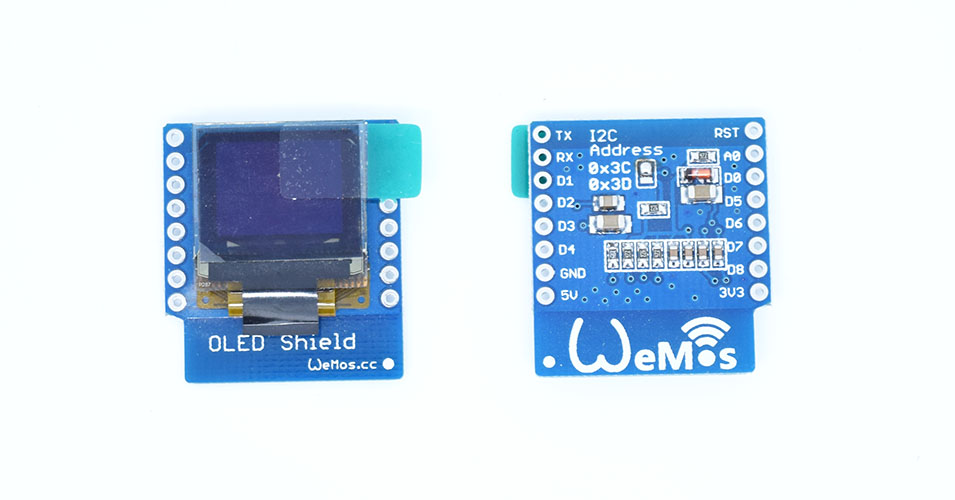 OLED Shield
WeMos.cc
TX
RX
D1
D2
D3
D4
GND
5V
I2C
Address
0x3C
0x3D
RST
A0
D0
D5
D6
D7
D8
3V3
WeMos